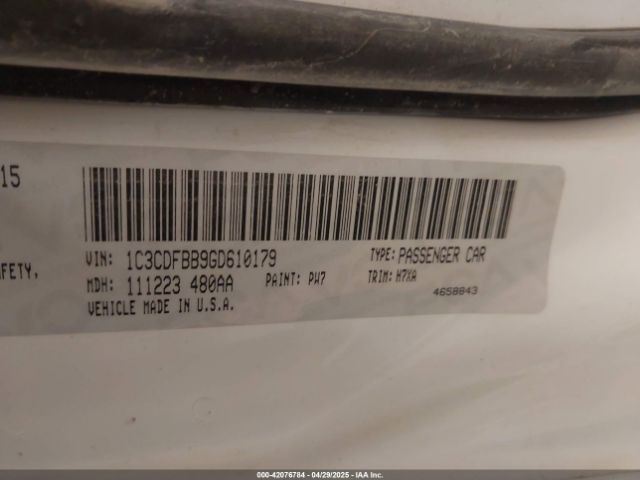 15
VIN: 1C3CDFBB9GD610179 TYPE: PASSENGER CAR
AFETY,
MDH: 111223 480AA PAINT: PW7 TRIM: H7XA
4658843
VEHICLE MADE IN U.S.A.
000-42076784 - 04/29/2025 - IAA Inc.